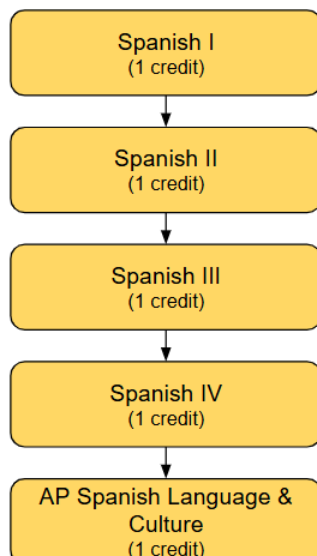 Spanish I
(1 credit)
Spanish II
(1 credit)
Spanish III
(1 credit)
Spanish IV
(1 credit)
AP Spanish Language &
Culture
(1 credit)